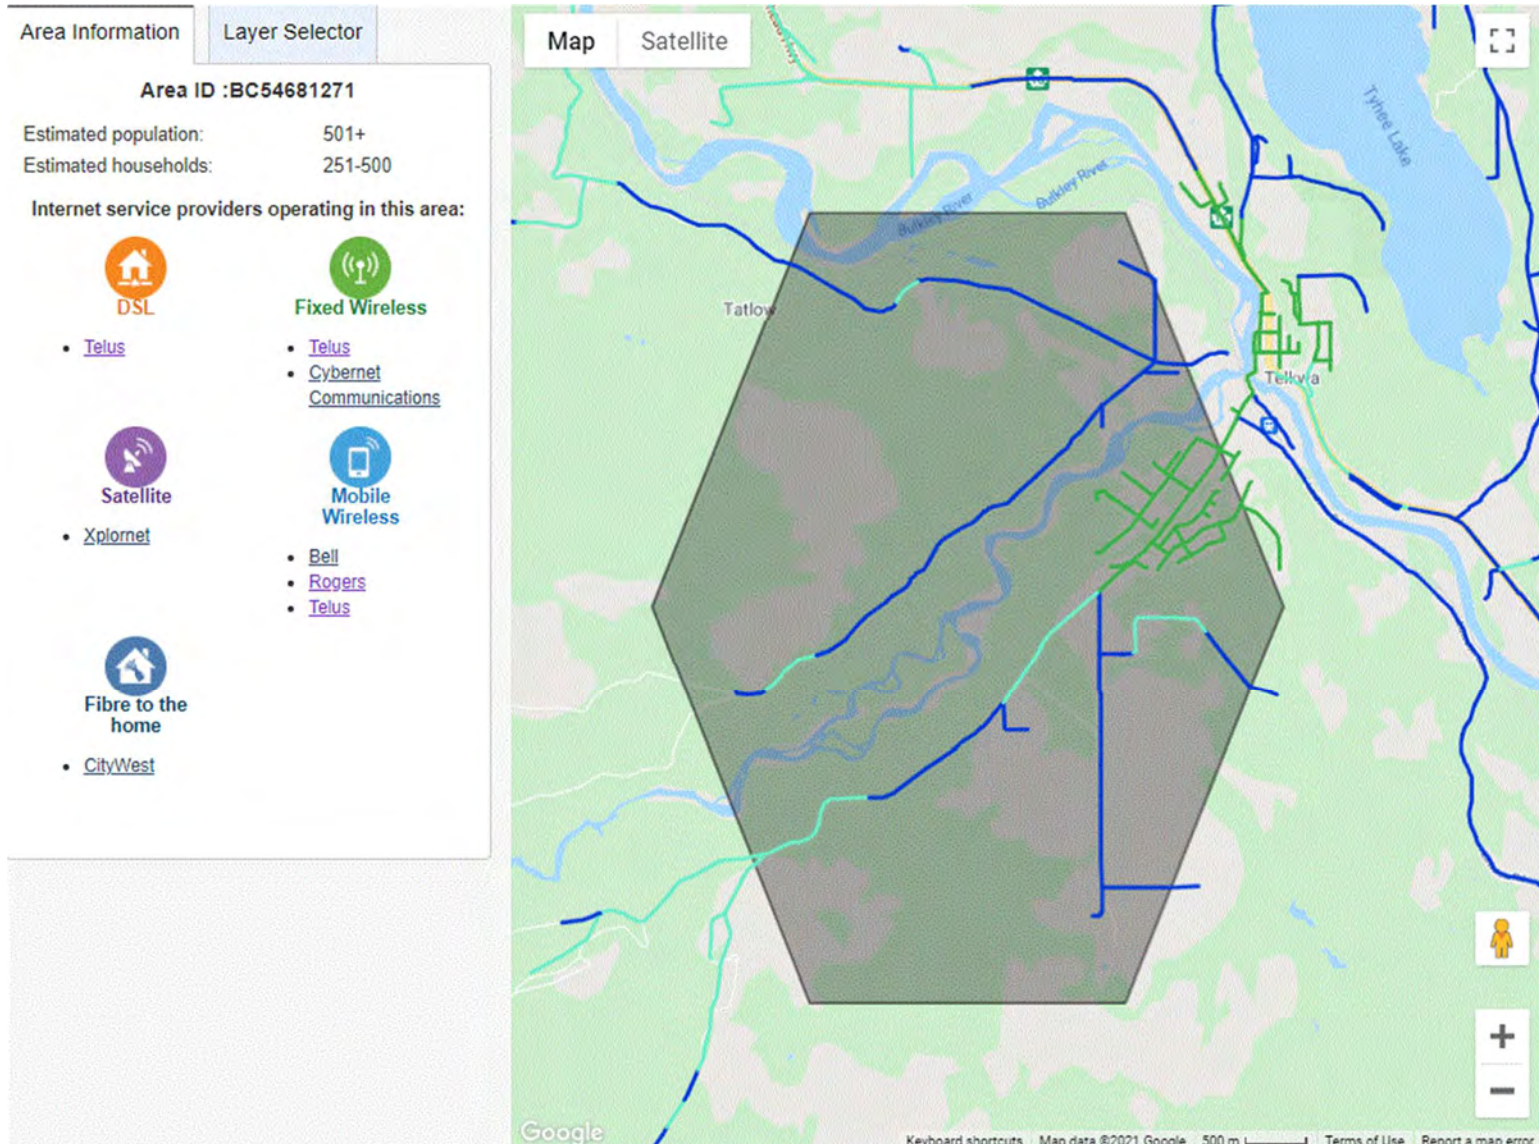 Area Information
Layer Selector
Area ID :BC54681271
Estimated population: 501+
Estimated households: 251-500
Internet service providers operating in this area:
DSL
Telus
Fixed Wireless
Telus
Cybernet
Communications
Satellite
Xplornet
Mobile
Wireless
Bell
Rogers
Telus
Fibre to the
home
CityWest
Map
Satellite
Tyhee Lake
Bulkley River
Bulkley River
Tatlow
Telkwa
Google
Keyboard shortcuts
Map data ©2021 Google
500 m
Terms of Use
Report a map error